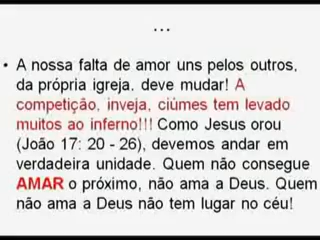 ...
• A nossa falta de amor uns pelos outros,
da própria igreja. deve mudar! A
competição, inveja, ciúmes tem levado
muitos ao inferno!!! Como Jesus orou
(João 17: 20 - 26), devemos andar em
verdadeira unidade. Quem não consegue
AMAR o próximo, não ama a Deus. Quem
não ama a Deus não tem lugar no céu!